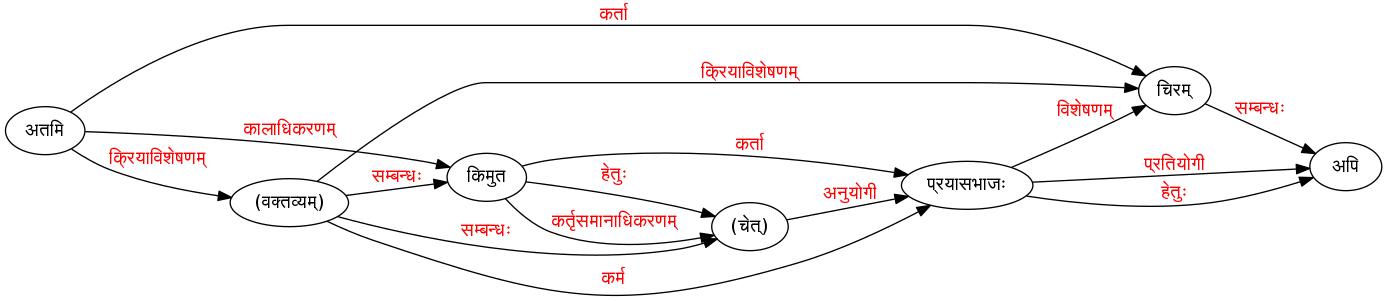 कर्ता
क्रियाविशेषणम्
चिरम्
सम्बन्धः
विशेषणम्
अतमि
कालाधिकरणम्
कर्ता
क्रियाविशेषणम्
प्रतियोगी
अपि
सम्बन्धः
किमुत
हेतुः
प्रयासभाजः
हेतुः
अनुयोगी
(वक्तव्यम्)
कर्तृसमानाधिकरणम्
(चेत्)
सम्बन्धः
कर्म